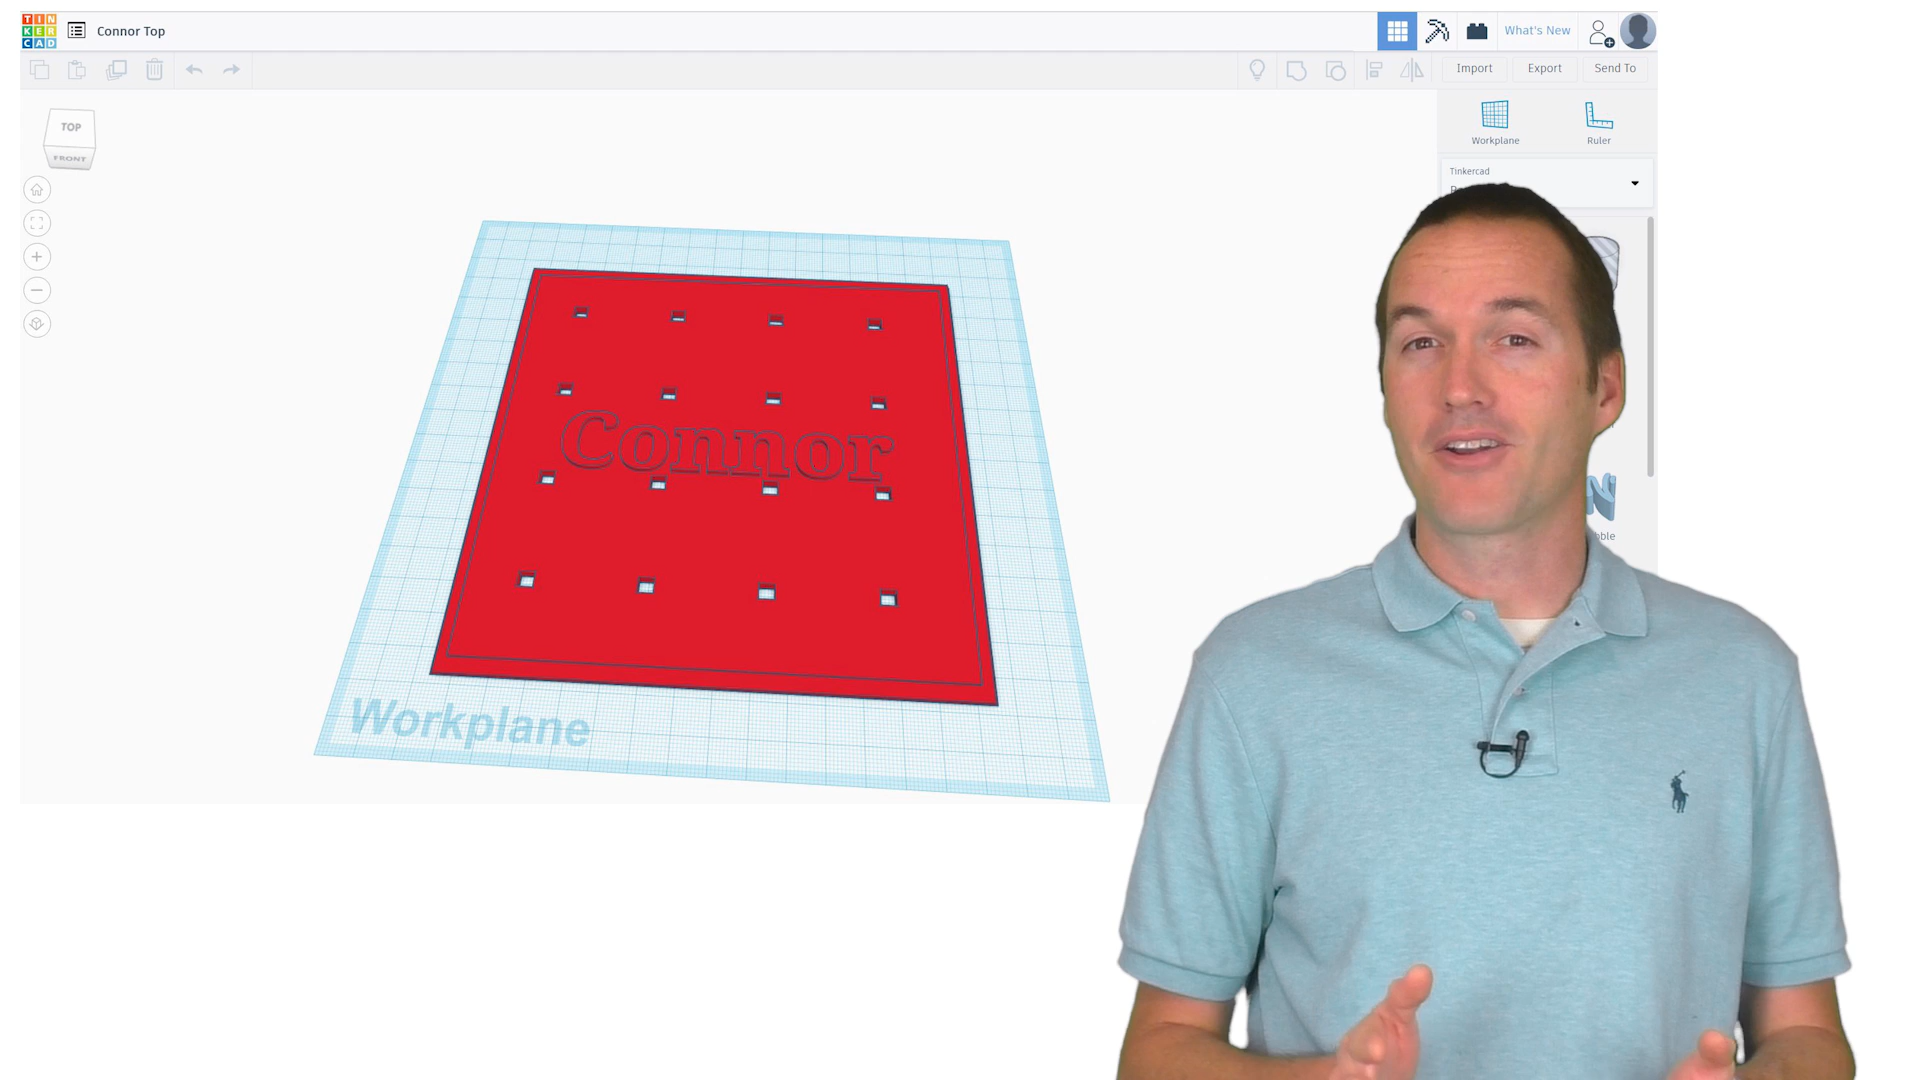 TIN
KER
CAD
Connor Top
What's New
Import
Export
Send To
TOP
FRONT
Workplane
Ruler
Tinkercad
Connor
Workplane